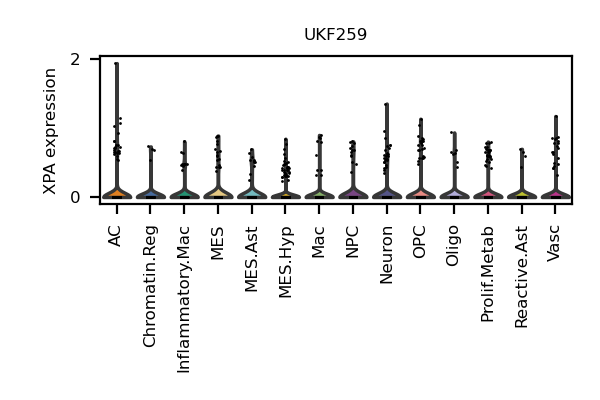 UKF259
XPA expression
2
0
AC
Chromatin.Reg
Inflammatory.Mac
MES
MES.Ast
MES.Hyp
Mac
NPC
Neuron
OPC
Oligo
Prolif.Metab
Reactive.Ast
Vasc